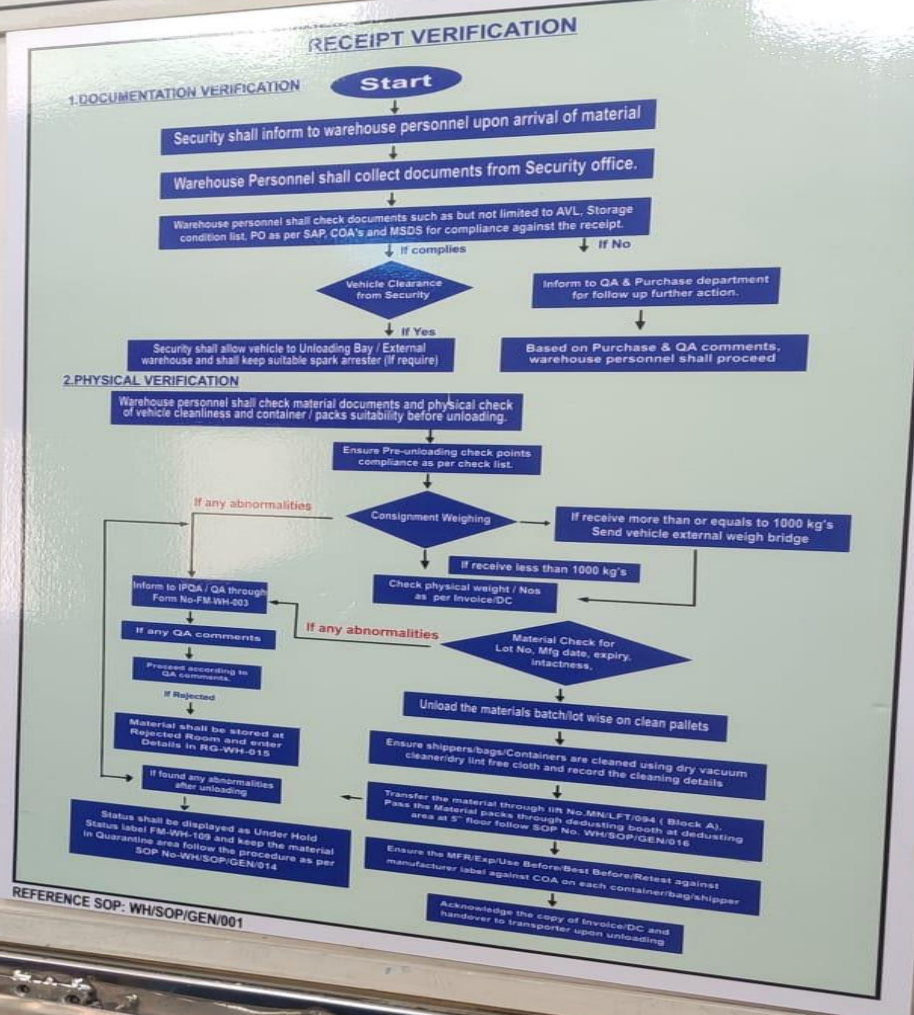 RECEIPT VERIFICATION
1.DOCUMENTATION VERIFICATION
Start
Security shall inform to warehouse personnel upon arrival of material
Warehouse Personnel shall collect documents from Security office.
Warehouse personnel shall check documents such as but not limited to AVL, Storage
condition list, PO as per SAP, COA's and MSDS for compliance against the receipt.
If complies
If No
Vehicle Clearance
from Security
Inform to QA & Purchase department
for follow up further action.
If Yes
Security shall allow vehicle to Unloading Bay / External
warehouse and shall keep suitable spark arrester (If require)
Based on Purchase & QA comments,
warehouse personnel shall proceed
2.PHYSICAL VERIFICATION
Warehouse personnel shall check material documents and physical check
of vehicle cleanliness and container / packs suitability before unloading.
Ensure Pre-unloading check points
compliance as per check list.
If any abnormalities
Consignment Weighing
If receive more than or equals to 1000 kg's
Send vehicle external weigh bridge
If receive less than 1000 kg's
Check physical weight / Nos
as per Invoice/DC
Inform to IPQA / QA through
Form No-FM-WH-003
If any QA comments
If any abnormalities
Material Check for
Lot No, Mfg date, expiry,
intactness,
Proceed according to
QA comments.
If Rejected
Unload the materials batch/lot wise on clean pallets
Material shall be stored at
Rejected Room and enter
Details in RG-WH-015
Ensure shippers/bags/Containers are cleaned using dry vacuum
cleaner/dry lint free cloth and record the cleaning details
If found any abnormalities
after unloading
Transfer the material through lift No.MN/LFT/094 ( Block A),
Pass the Material packs through dedusting booth at dedusting
area at 5th floor follow SOP No. WH/SOP/GEN/016
Status shall be displayed as Under Hold
Status label FM-WH-109 and keep the material
in Quarantine area follow the procedure as per
SOP No-WH/SOP/GEN/014
Ensure the MFR/Exp/Use Before/Best Before/Retest against
manufacturer label against COA on each container/bag/shipper
Acknowledge the copy of Invoice/DC and
handover to transporter upon unloading
REFERENCE SOP: WH/SOP/GEN/001